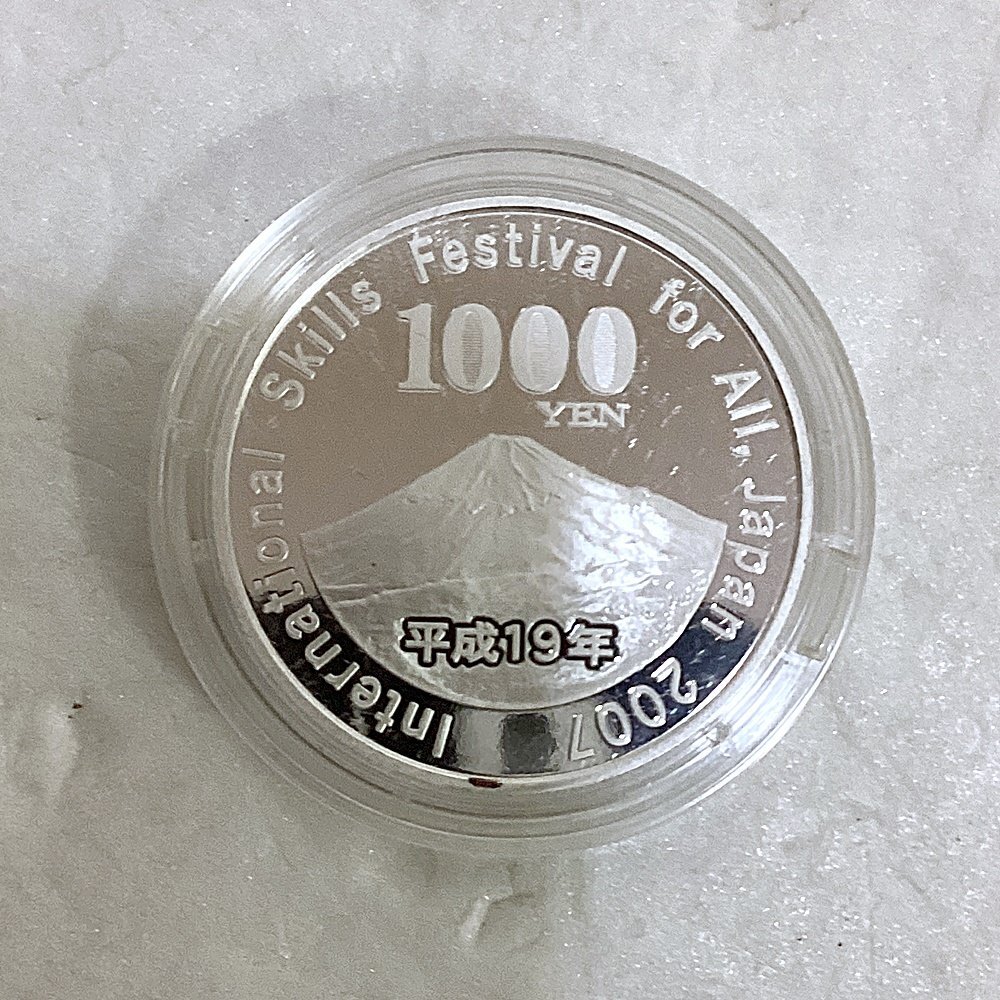 International Skills Festival for All, Japan 2007
1000
YEN
平成19年